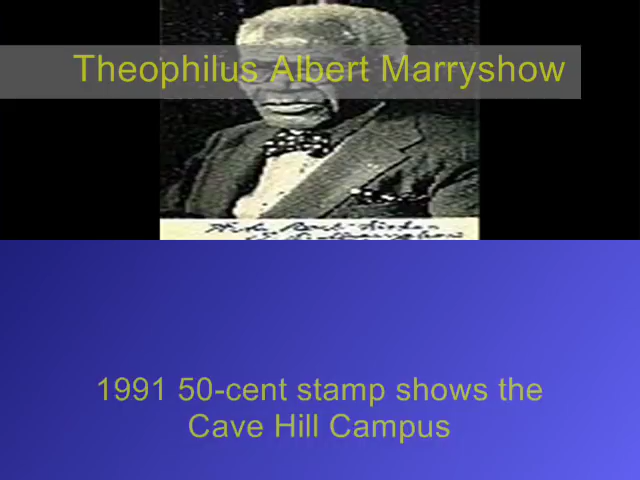 Theophilus Albert Marryshow
1991 50-cent stamp shows the
Cave Hill Campus